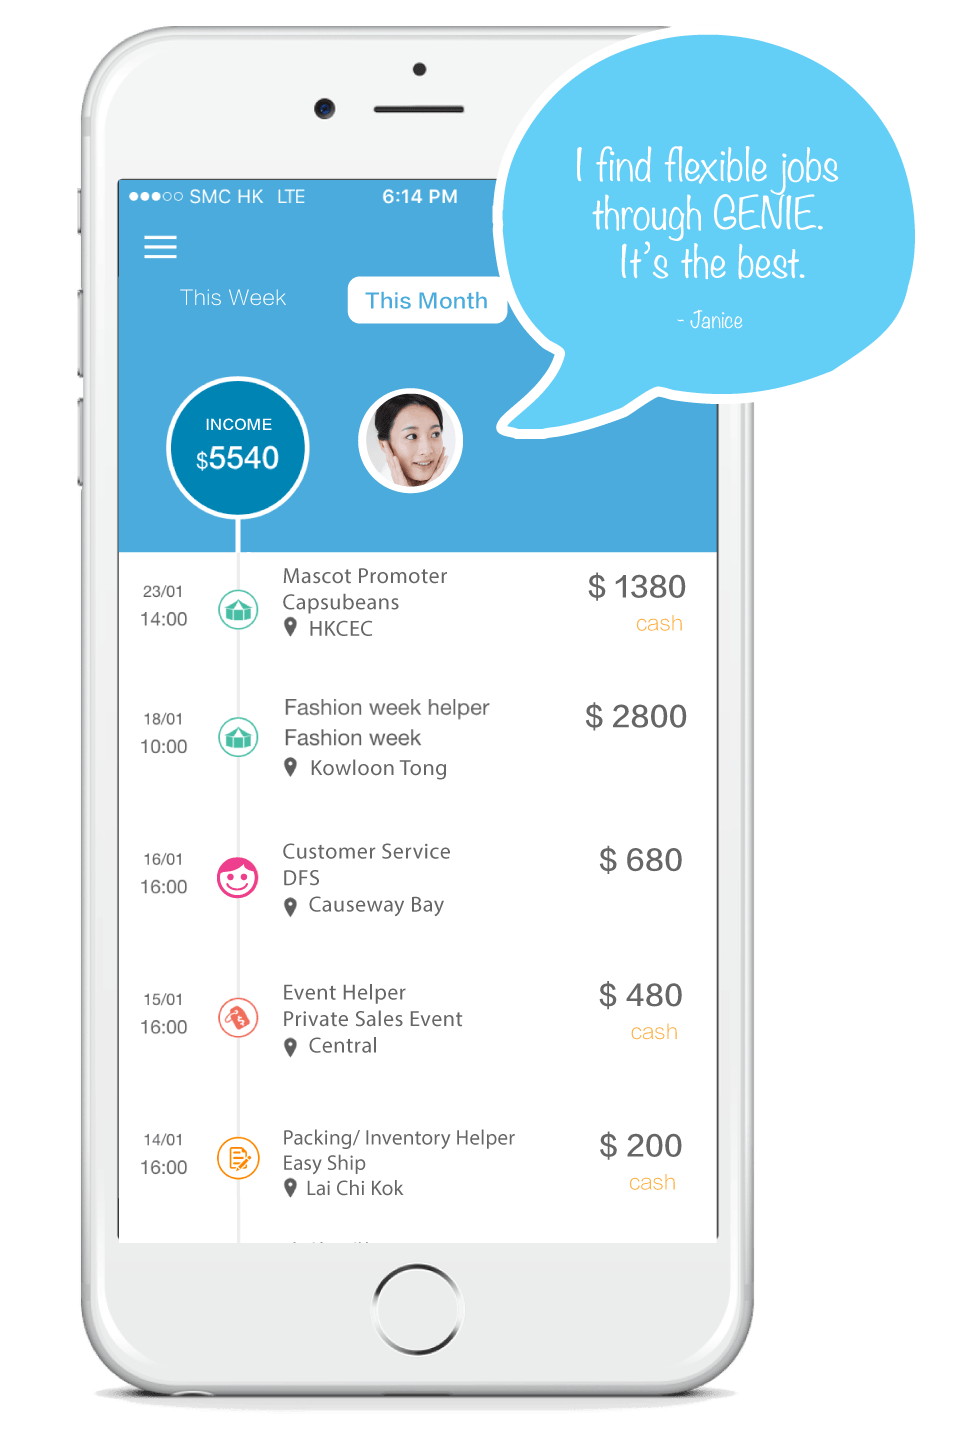 I find flexible jobs
through GENIE.
It's the best.
- Janice
SMC HK LTE 6:14 PM
This Week This Month
INCOME
$5540
23/01
14:00
Mascot Promoter
Capsubeans
HKCEC
$ 1380
cash
18/01
10:00
Fashion week helper
Fashion week
Kowloon Tong
$ 2800
16/01
16:00
Customer Service
DFS
Causeway Bay
$ 680
15/01
16:00
Event Helper
Private Sales Event
Central
$ 480
cash
14/01
16:00
Packing/ Inventory Helper
Easy Ship
Lai Chi Kok
$ 200
cash